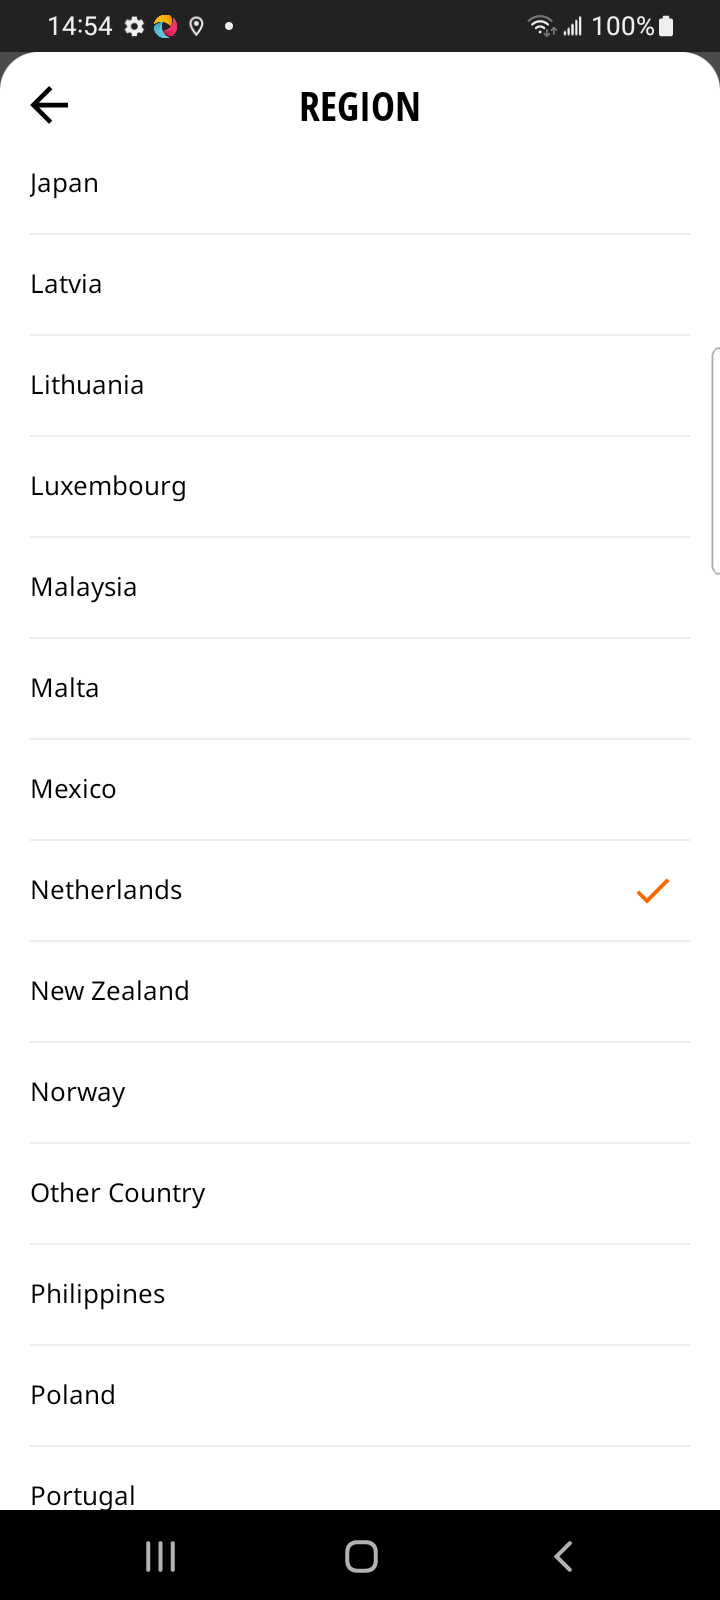 14:54
100%
REGION
Japan
Latvia
Lithuania
Luxembourg
Malaysia
Malta
Mexico
Netherlands
New Zealand
Norway
Other Country
Philippines
Poland
Portugal